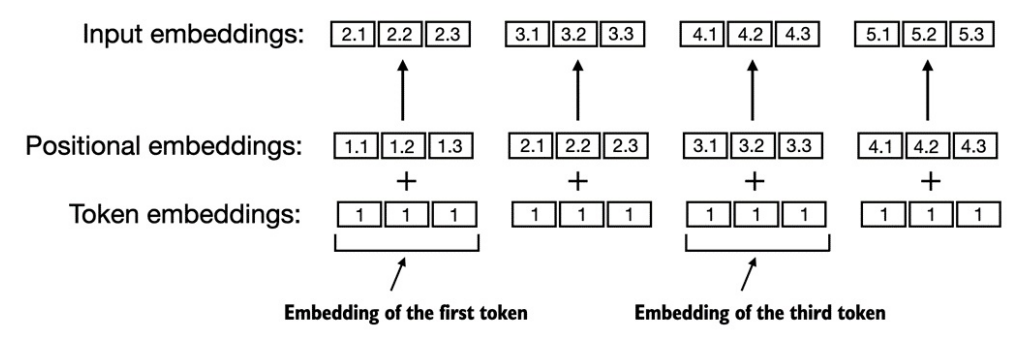 Input embeddings: 2.1 2.2 2.3 3.1 3.2 3.3 4.1 4.2 4.3 5.1 5.2 5.3
Positional embeddings: 1.1 1.2 1.3 2.1 2.2 2.3 3.1 3.2 3.3 4.1 4.2 4.3
+ + + +
Token embeddings: 1 1 1 1 1 1 1 1 1 1 1 1
Embedding of the first token Embedding of the third token